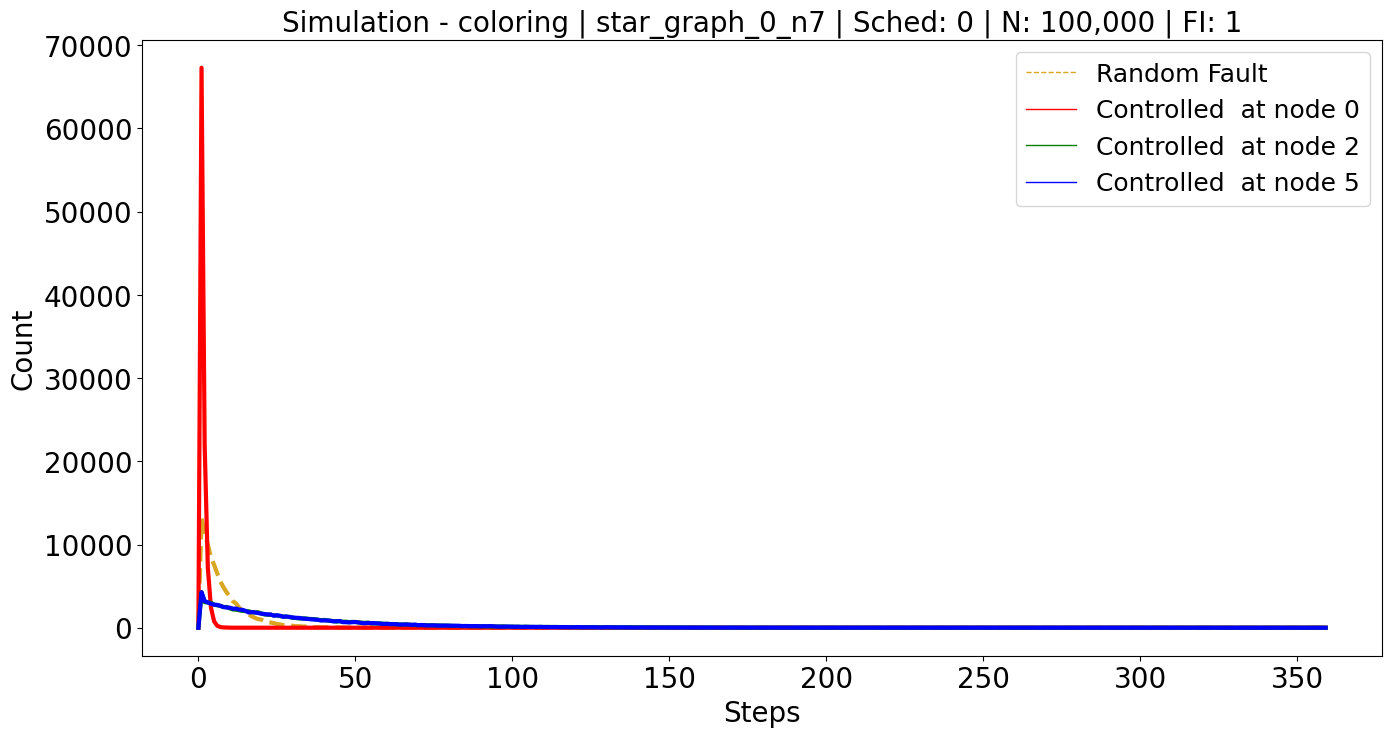 Simulation - coloring | star_graph_0_n7 | Sched: 0 | N: 100,000 | FI: 1
70000
60000
50000
40000
30000
20000
10000
0
Count
Random Fault
Controlled  at node 0
Controlled  at node 2
Controlled  at node 5
0 50 100 150 200 250 300 350
Steps